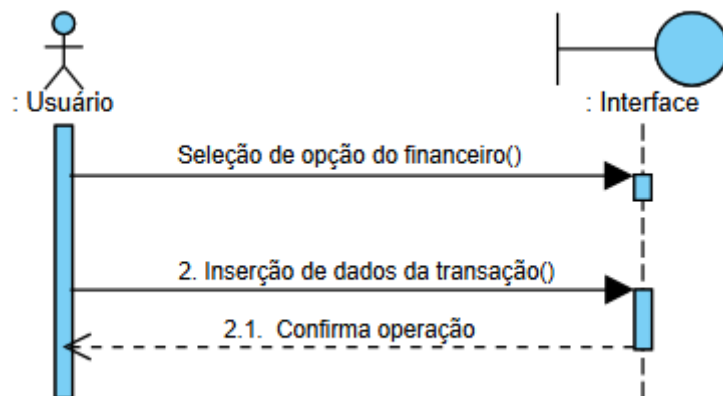 : Usuário
: Interface
Seleção de opção do financeiro()
2. Inserção de dados da transação()
2.1. Confirma operação